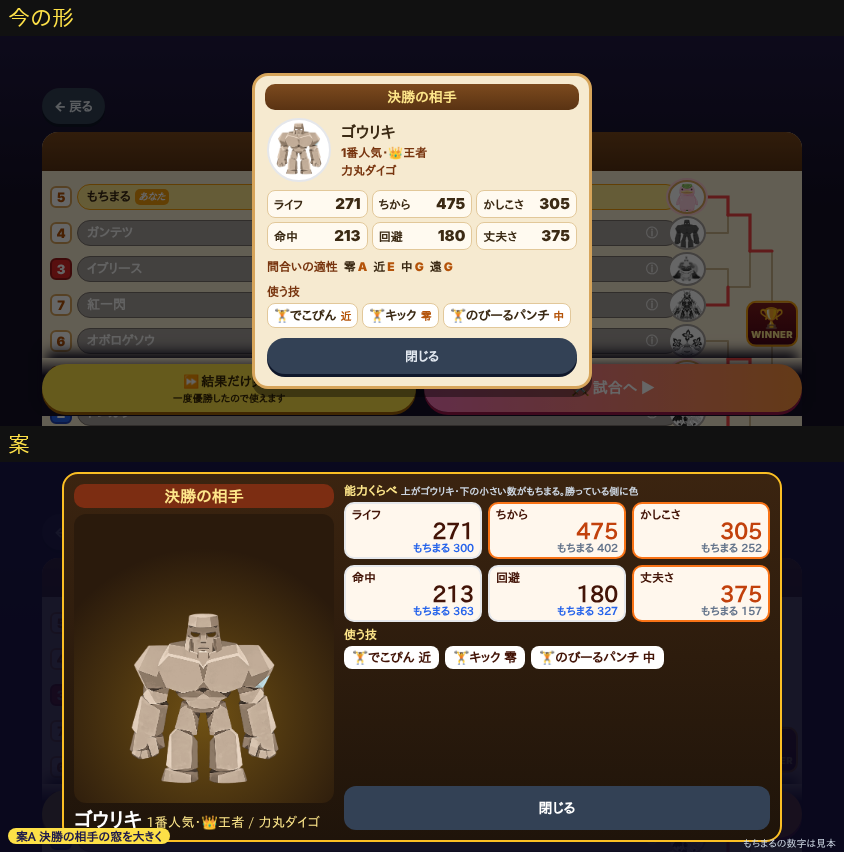 今の形
← 戻る
決勝の相手
ゴウリキ
1番人気・👑王者
力丸ダイゴ
ライフ 271 ちから 475 かしこさ 305
命中 213 回避 180 丈夫さ 375
間合いの適性 零A 近E 中G 遠G
使う技
🏋でこぴん 近 🏋キック 零 🏋のびーるパンチ 中
閉じる
5 もちまる あなた
4 ガンテツ
3 イブリース
7 紅一閃
6 オボロゲソウ
WINNER
⏩ 結果だけ
一度優勝したので使えます
試合へ ▶
案
決勝の相手
ゴウリキ 1番人気・👑王者 / 力丸ダイゴ
能力くらべ 上がゴウリキ・下の小さい数がもちまる。勝っている側に色
ライフ 271 もちまる 300
ちから 475 もちまる 402
かしこさ 305 もちまる 252
命中 213 もちまる 363
回避 180 もちまる 327
丈夫さ 375 もちまる 157
使う技
🏋でこぴん 近 🏋キック 零 🏋のびーるパンチ 中
閉じる
案A 決勝の相手の窓を大きく
もちまるの数字は見本